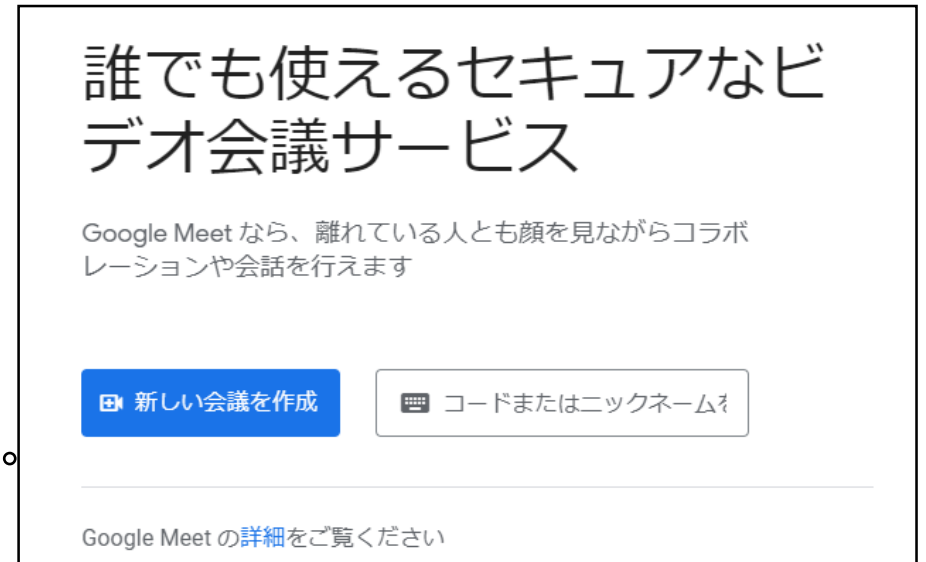 誰でも使えるセキュアなビ
デオ会議サービス
Google Meet なら、離れている人とも顔を見ながらコラボ
レーションや会話を行えます
新しい会議を作成
コードまたはニックネームを
Google Meet の詳細をご覧ください
。